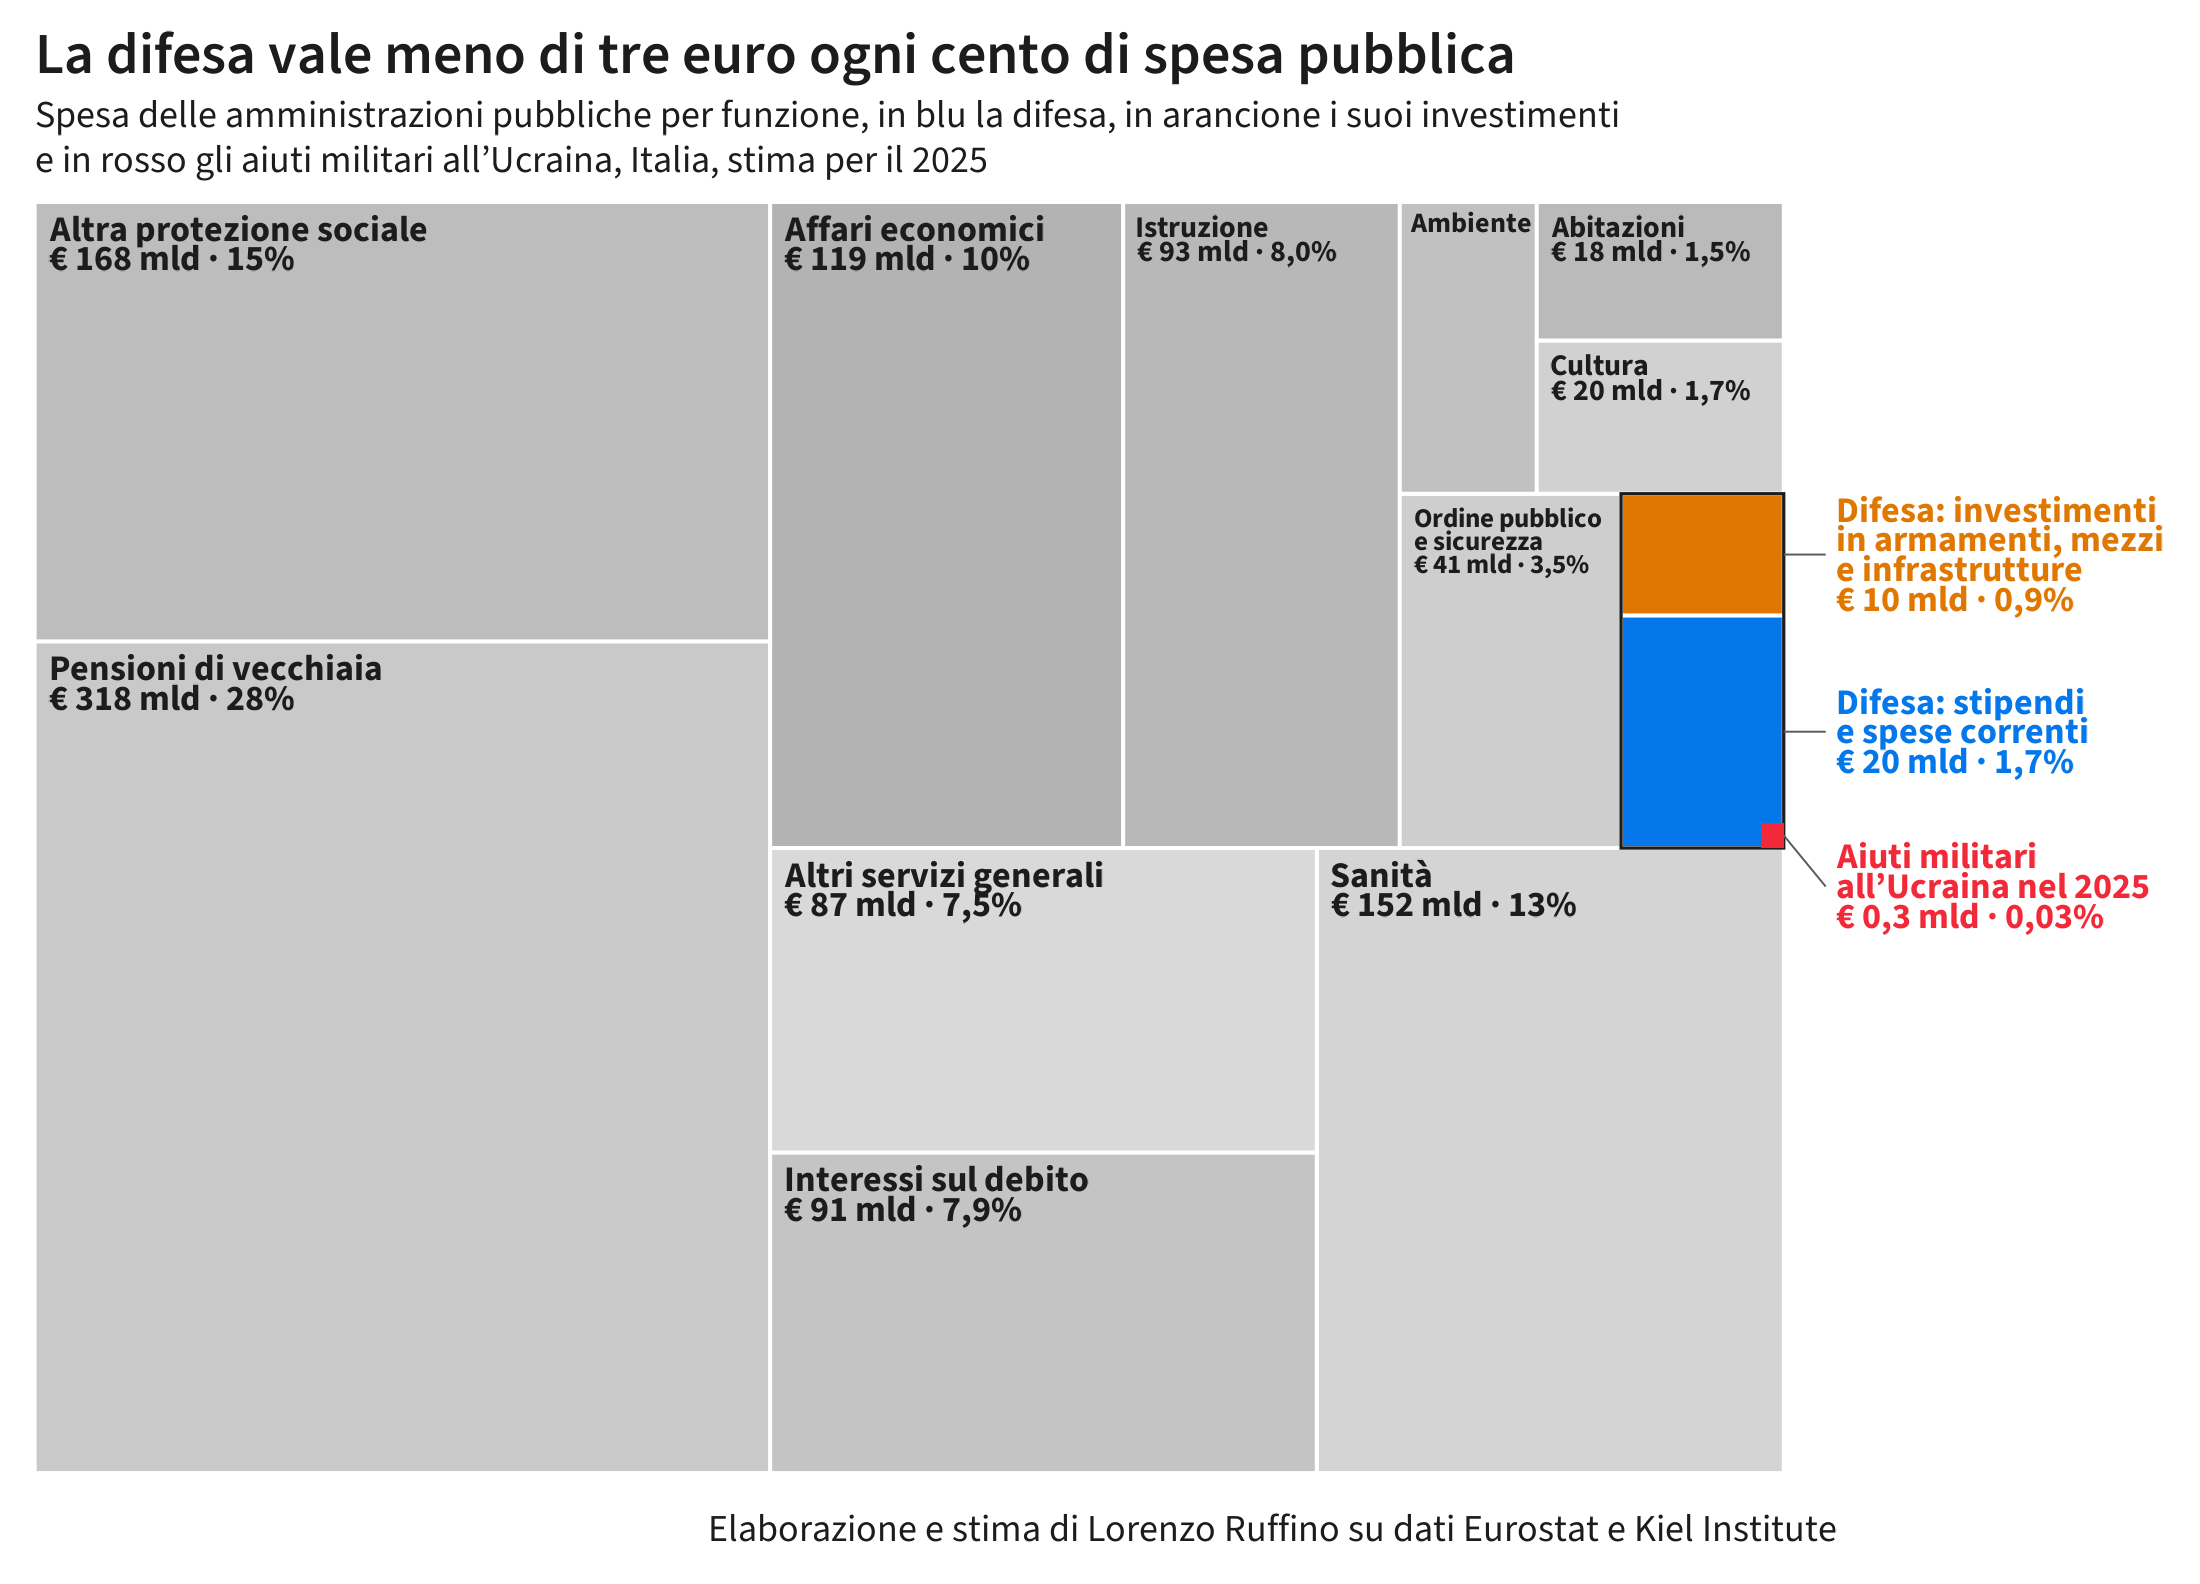 La difesa vale meno di tre euro ogni cento di spesa pubblica
Spesa delle amministrazioni pubbliche per funzione, in blu la difesa, in arancione i suoi investimenti
e in rosso gli aiuti militari all’Ucraina, Italia, stima per il 2025
Altra protezione sociale
€ 168 mld · 15%
Pensioni di vecchiaia
€ 318 mld · 28%
Affari economici
€ 119 mld · 10%
Istruzione
€ 93 mld · 8,0%
Ambiente
Abitazioni
€ 18 mld · 1,5%
Cultura
€ 20 mld · 1,7%
Ordine pubblico
e sicurezza
€ 41 mld · 3,5%
Difesa: investimenti
in armamenti, mezzi
e infrastrutture
€ 10 mld · 0,9%
Difesa: stipendi
e spese correnti
€ 20 mld · 1,7%
Aiuti militari
all’Ucraina nel 2025
€ 0,3 mld · 0,03%
Altri servizi generali
€ 87 mld · 7,5%
Sanità
€ 152 mld · 13%
Interessi sul debito
€ 91 mld · 7,9%
Elaborazione e stima di Lorenzo Ruffino su dati Eurostat e Kiel Institute